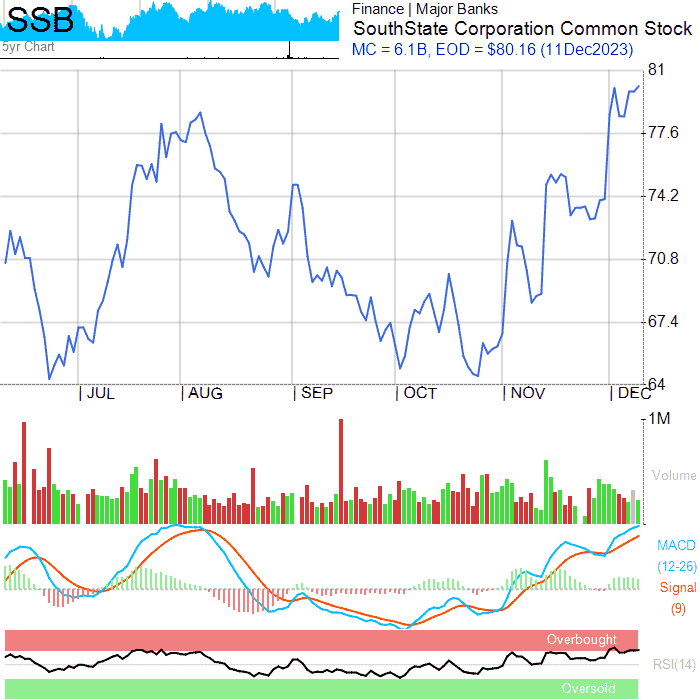 SSB
5yr Chart
Finance | Major Banks
SouthState Corporation Common Stock
MC = 6.1B, EOD = $80.16 (11Dec2023)
81
77.6
74.2
70.8
67.4
64
| JUL | AUG | SEP | OCT | NOV | DEC
1M
Volume
MACD
(12-26)
Signal
(9)
Overbought
RSI(14)
Oversold